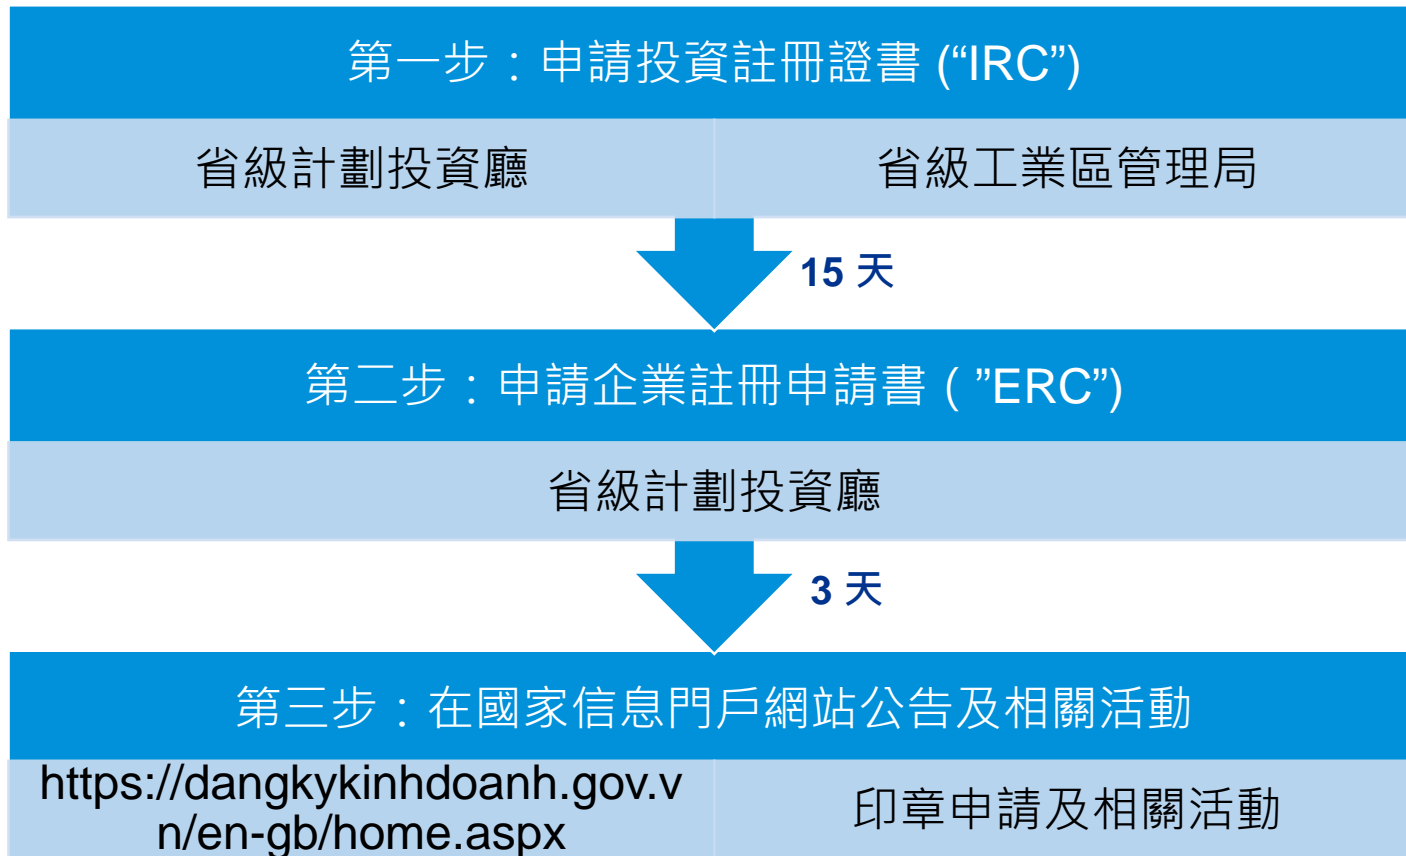 第一步：申請投資註冊證書 (“IRC”)
省級計劃投資廳
省級工業區管理局
15 天
第二步：申請企業註冊申請書 ( ”ERC”)
省級計劃投資廳
3 天
第三步：在國家信息門戶網站公告及相關活動
https://dangkykinhdoanh.gov.v
n/en-gb/home.aspx
印章申請及相關活動